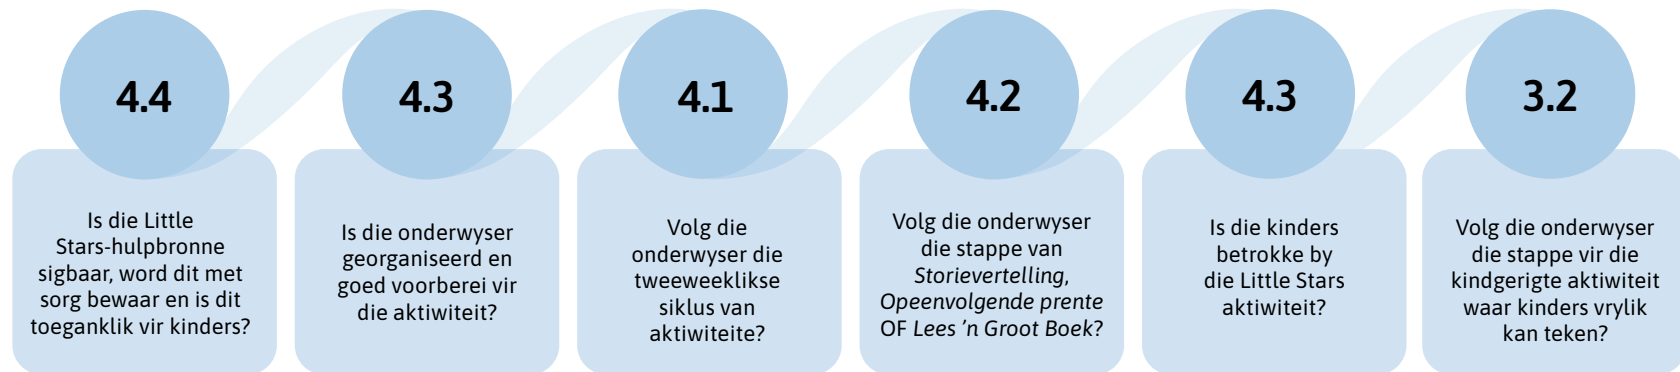 4.4
Is die Little
Stars-hulpbronne
sigbaar, word dit met
sorg bewaar en is dit
toeganklik vir kinders?
4.3
Is die onderwyser
georganiseerd en
goed voorberei vir
die aktiwiteit?
4.1
Volg die
onderwyser die
tweeweeklikse
siklus van
aktiwiteite?
4.2
Volg die onderwyser
die stappe van
Storievertelling,
Opeenvolgende prente
OF Lees ’n Groot Boek?
4.3
Is die kinders
betrokke by
die Little Stars
aktiwiteit?
3.2
Volg die onderwyser
die stappe vir die
kindgerigte aktiwiteit
waar kinders vrylik
kan teken?